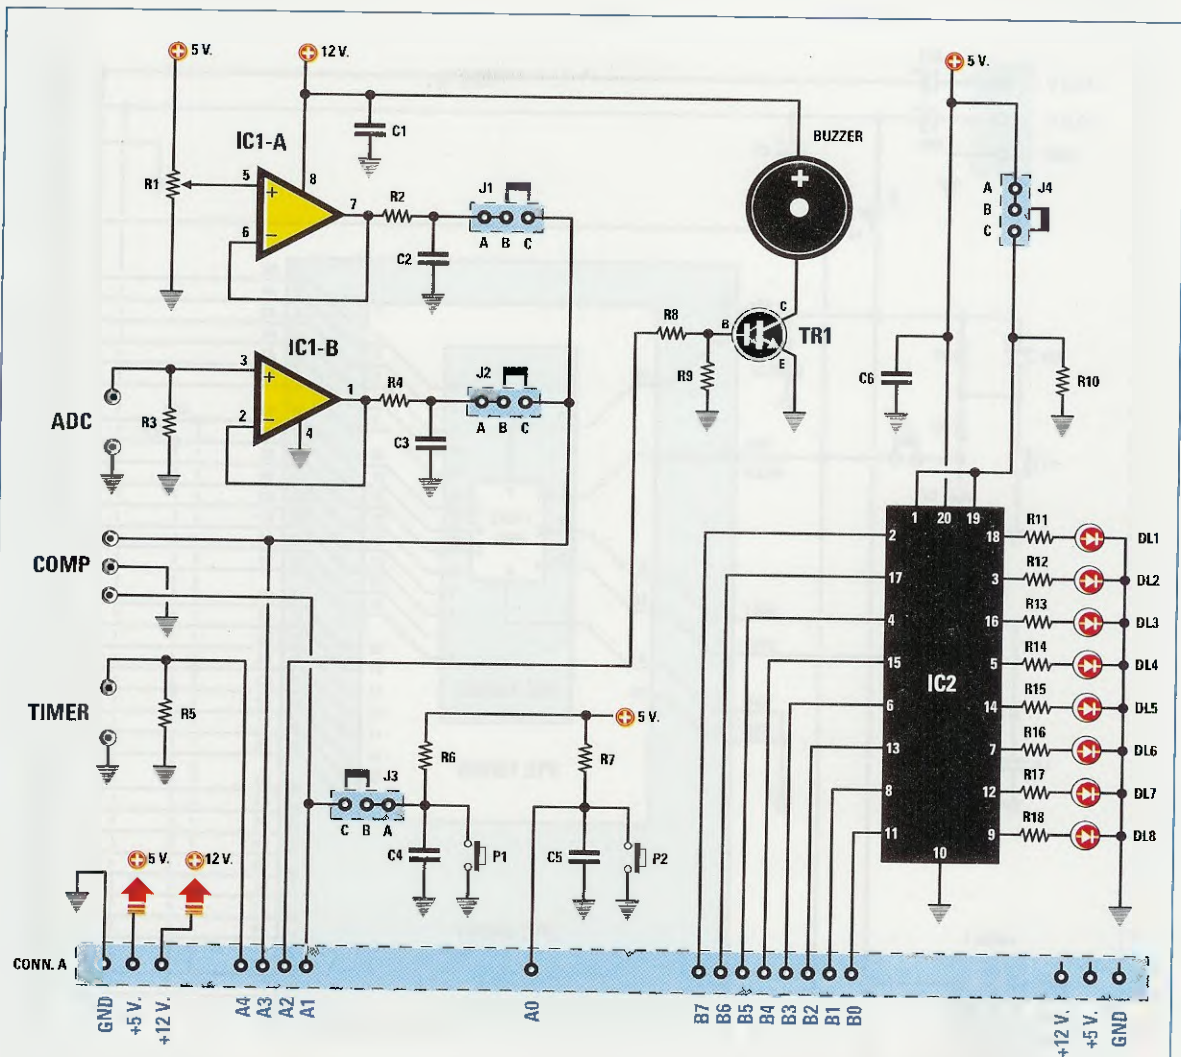 5 V.
12 V.
5 V.
C1
IC1-A
BUZZER
R1
5
8
7
6
R2
J1
A B C
C2
A
B
C
J4
R8
B
C
E
TR1
R9
IC1-B
3
1
2
4
R4
J2
A B C
C3
ADC
R3
C6
R10
COMP
TIMER
R5
1 20 19
2
17
4
15
6
13
8
11
18
3
16
5
14
7
12
9
10
IC2
R11
DL1
R12
DL2
R13
DL3
R14
DL4
R15
DL5
R16
DL6
R17
DL7
R18
DL8
5 V.
R6
R7
J3
C B A
C4
P1
C5
P2
5 V.
12 V.
CONN. A
GND
+5 V.
+12 V.
A4
A3
A2
A1
A0
B7
B6
B5
B4
B3
B2
B1
B0
+12 V.
+5 V.
GND